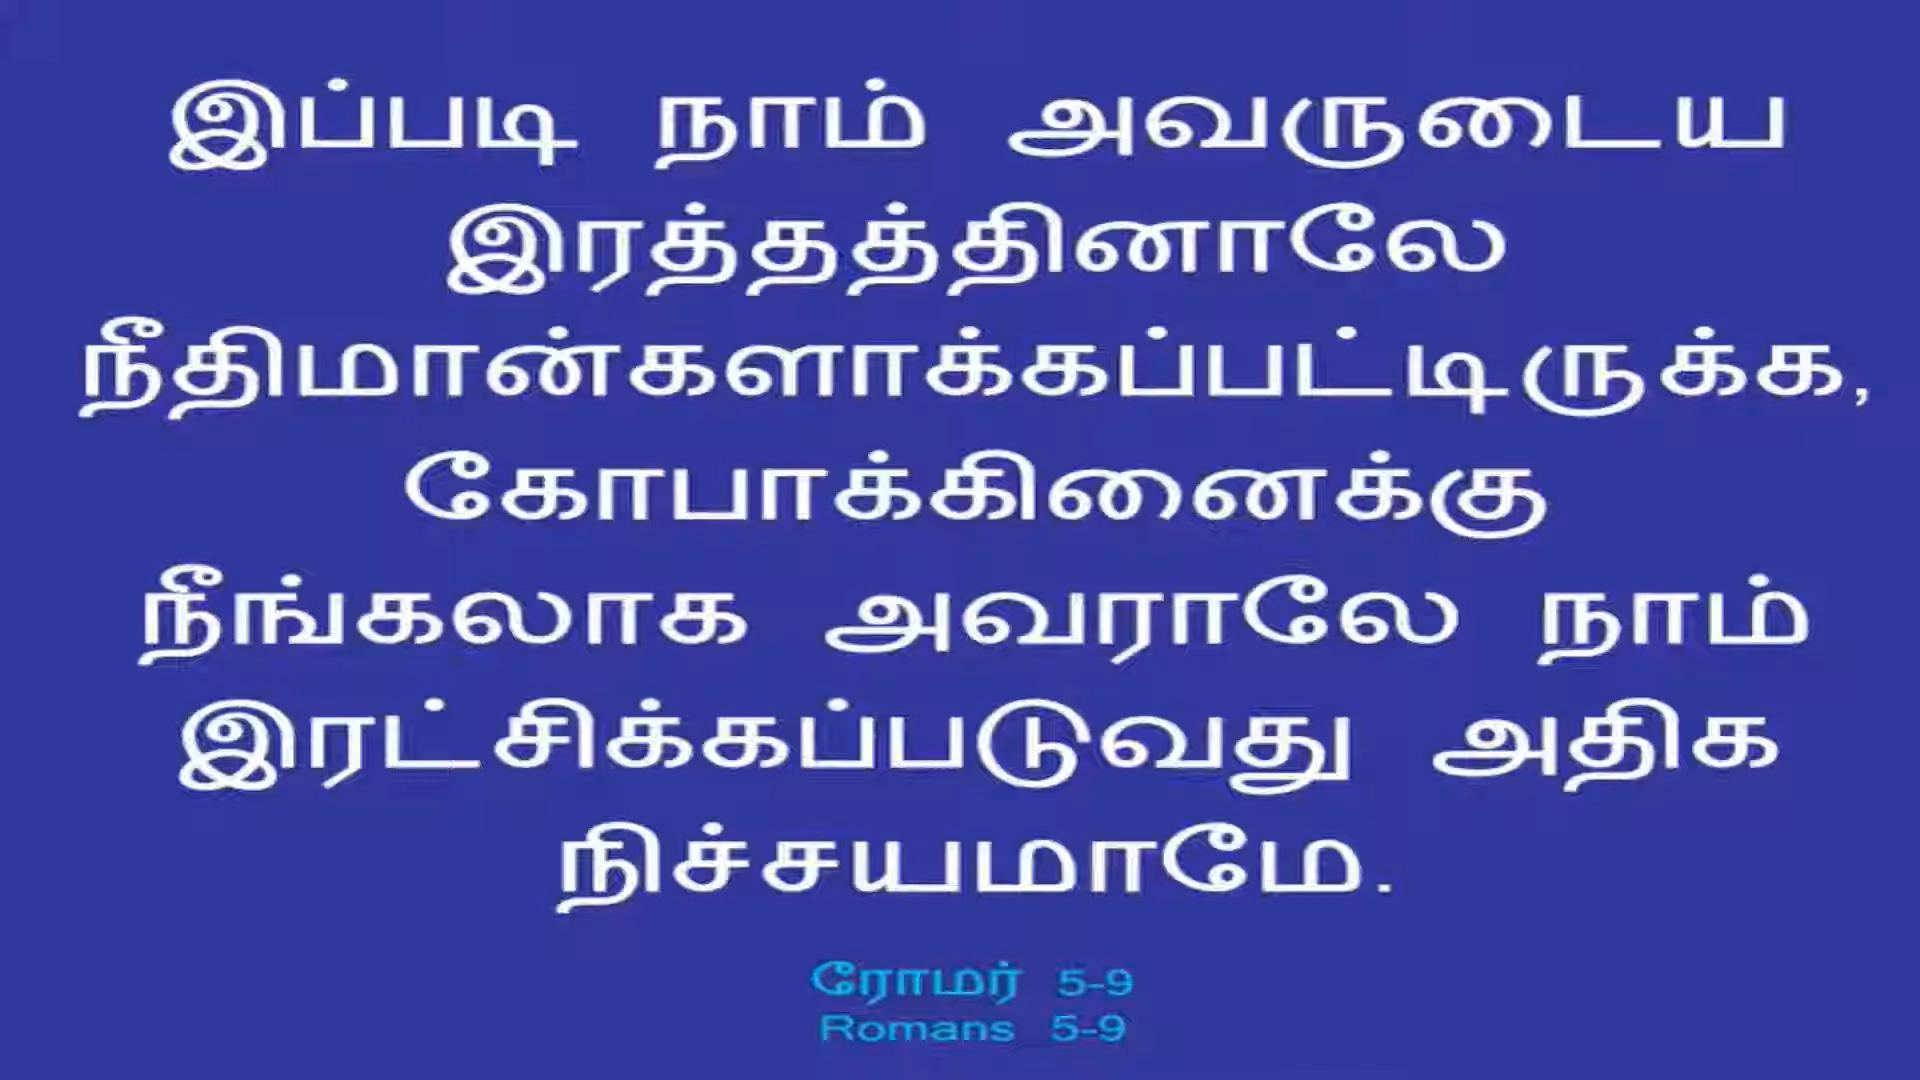 இப்படி நாம் அவருடைய
இரத்தத்தினாலே
நீதிமான்களாக்கப்பட்டிருக்க,
கோபாக்கினைக்கு
நீங்கலாக அவராலே நாம்
இரட்சிக்கப்படுவது அதிக
நிச்சயமாமே.
ரோமர் 5-9
Romans 5-9